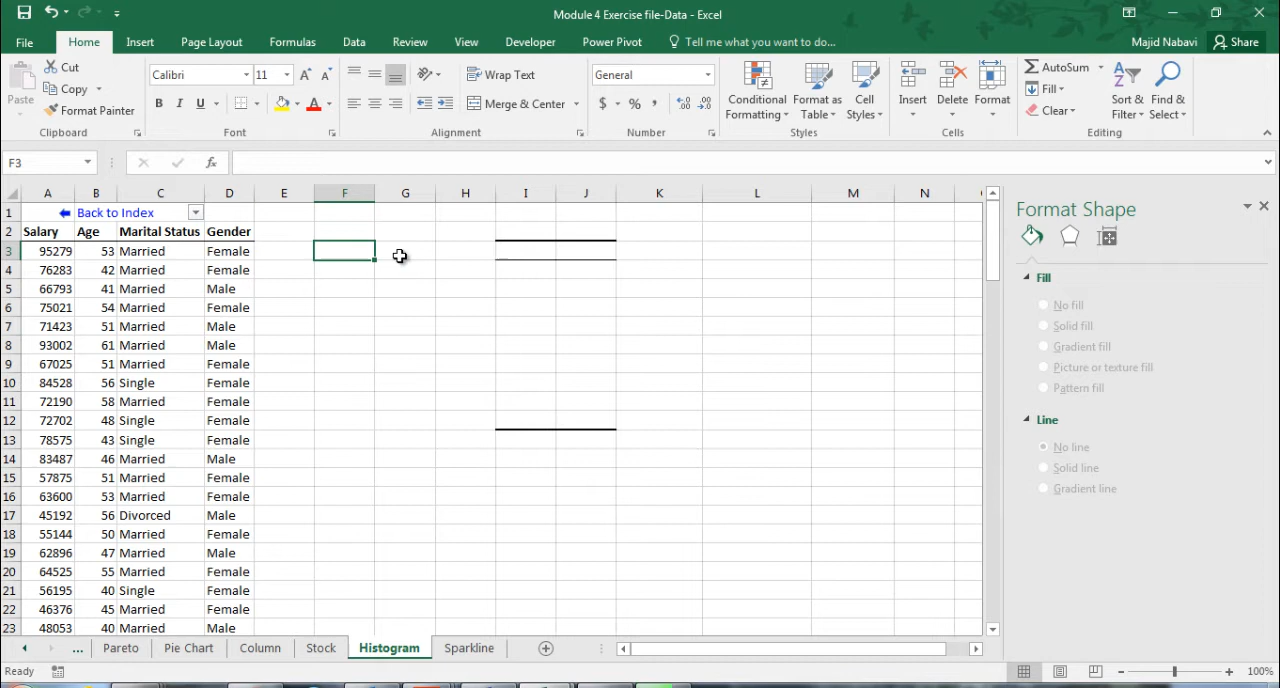 Module 4 Exercise file-Data - Excel
File Home Insert Page Layout Formulas Data Review View Developer Power Pivot Tell me what you want to do... Majid Nabavi Share
Paste Cut Copy Format Painter
Calibri 11 B I U
Wrap Text Merge & Center
General $ % ,
Conditional Formatting Format as Table Cell Styles
Insert Delete Format
AutoSum Fill Clear Sort & Filter Find & Select
Clipboard Font Alignment Number Styles Cells Editing
F3 fx
A B C D E F G H I J K L M N
1 Back to Index
2 Salary Age Marital Status Gender
3 95279 53 Married Female
4 76283 42 Married Female
5 66793 41 Married Male
6 75021 54 Married Female
7 71423 51 Married Male
8 93002 61 Married Male
9 67025 51 Married Female
10 84528 56 Single Female
11 72190 58 Married Female
12 72702 48 Single Female
13 78575 43 Single Female
14 83487 46 Married Male
15 57875 51 Married Female
16 63600 53 Married Female
17 45192 56 Divorced Male
18 55144 50 Married Female
19 62896 47 Married Male
20 64525 55 Married Female
21 56195 40 Single Female
22 46376 45 Married Female
23 48053 40 Married Male
Format Shape
Fill
No fill
Solid fill
Gradient fill
Picture or texture fill
Pattern fill
Line
No line
Solid line
Gradient line
... Pareto Pie Chart Column Stock Histogram Sparkline
Ready 100%